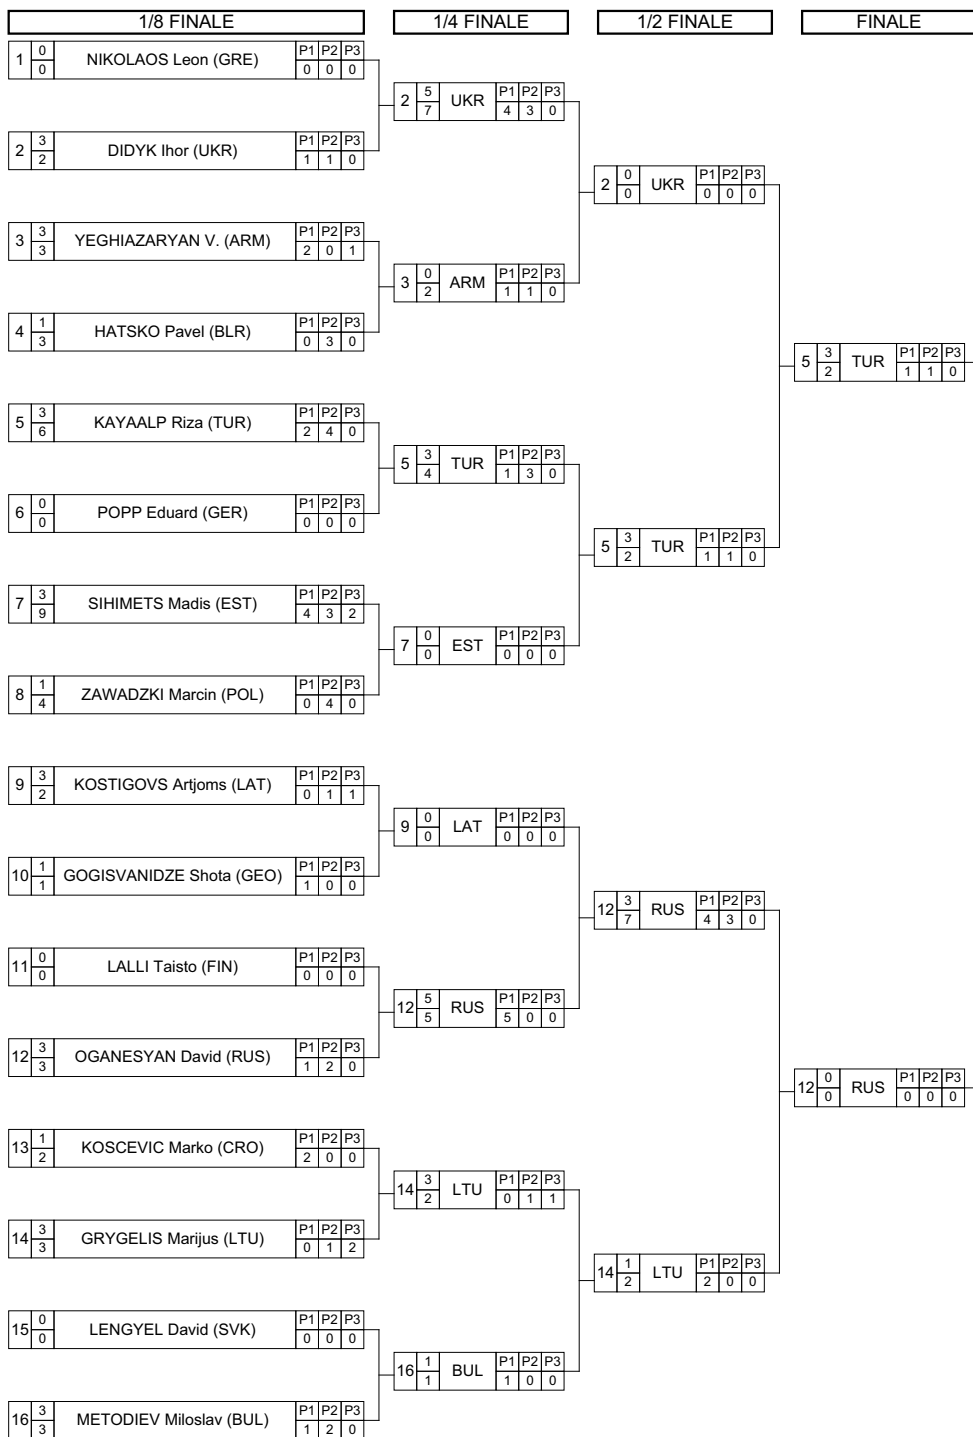 1/8 FINALE 1/4 FINALE 1/2 FINALE FINALE
1 0 0 NIKOLAOS Leon (GRE) P1 P2 P3 0 0 0
2 5 7 UKR P1 P2 P3 4 3 0
2 3 2 DIDYK Ihor (UKR) P1 P2 P3 1 1 0
2 0 0 UKR P1 P2 P3 0 0 0
3 3 3 YEGHIAZARYAN V. (ARM) P1 P2 P3 2 0 1
3 0 2 ARM P1 P2 P3 1 1 0
4 1 3 HATSKO Pavel (BLR) P1 P2 P3 0 3 0
5 3 2 TUR P1 P2 P3 1 1 0
5 3 6 KAYAALP Riza (TUR) P1 P2 P3 2 4 0
5 3 4 TUR P1 P2 P3 1 3 0
6 0 0 POPP Eduard (GER) P1 P2 P3 0 0 0
5 3 2 TUR P1 P2 P3 1 1 0
7 3 9 SIHIMETS Madis (EST) P1 P2 P3 4 3 2
7 0 0 EST P1 P2 P3 0 0 0
8 1 4 ZAWADZKI Marcin (POL) P1 P2 P3 0 4 0
9 3 2 KOSTIGOVS Artjoms (LAT) P1 P2 P3 0 1 1
9 0 0 LAT P1 P2 P3 0 0 0
10 1 1 GOGISVANIDZE Shota (GEO) P1 P2 P3 1 0 0
12 3 7 RUS P1 P2 P3 4 3 0
11 0 0 LALLI Taisto (FIN) P1 P2 P3 0 0 0
12 5 5 RUS P1 P2 P3 5 0 0
12 3 3 OGANESYAN David (RUS) P1 P2 P3 1 2 0
12 0 0 RUS P1 P2 P3 0 0 0
13 1 2 KOSCEVIC Marko (CRO) P1 P2 P3 2 0 0
14 3 2 LTU P1 P2 P3 0 1 1
14 3 3 GRYGELIS Marijus (LTU) P1 P2 P3 0 1 2
14 1 2 LTU P1 P2 P3 2 0 0
15 0 0 LENGYEL David (SVK) P1 P2 P3 0 0 0
16 1 1 BUL P1 P2 P3 1 0 0
16 3 3 METODIEV Miloslav (BUL) P1 P2 P3 1 2 0